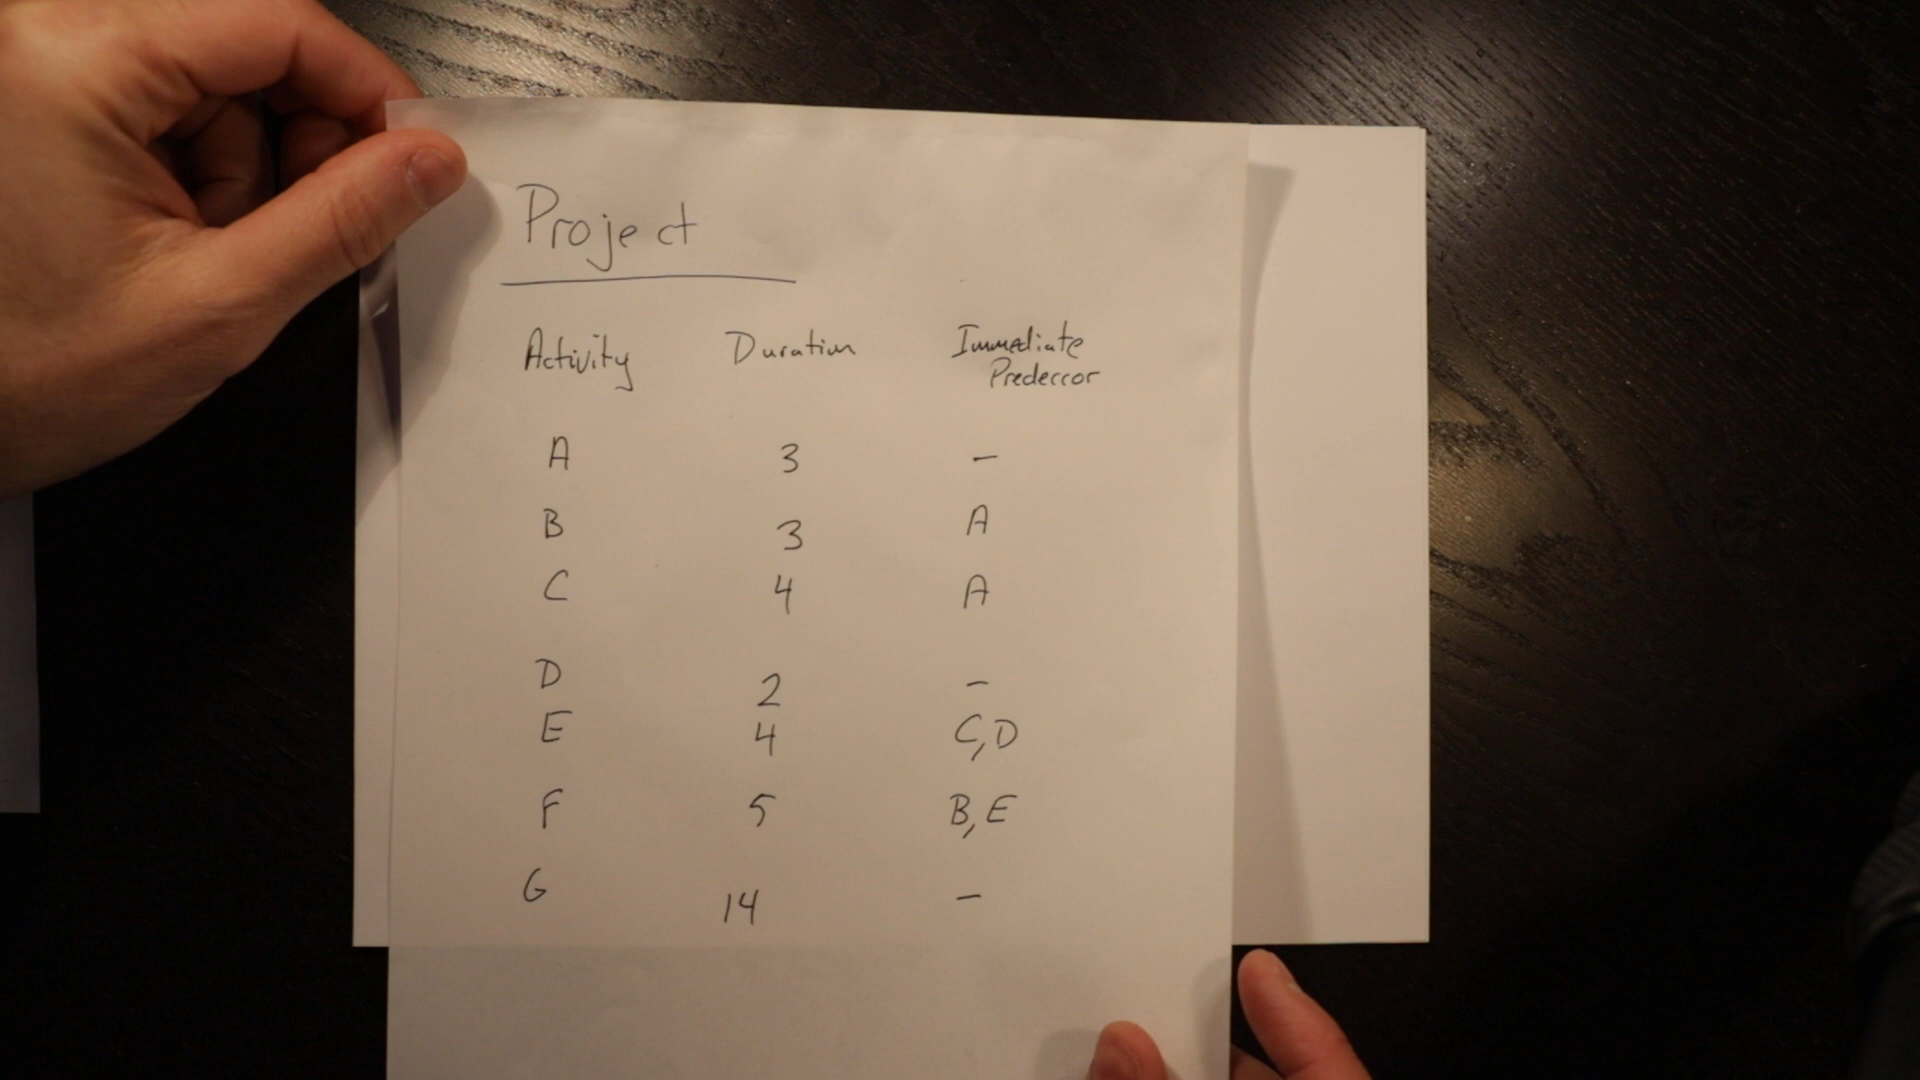 Project
Activity Duration Immediate
Predeccor
A 3 -
B 3 A
C 4 A
D 2 -
E 4 C,D
F 5 B,E
G 14 -